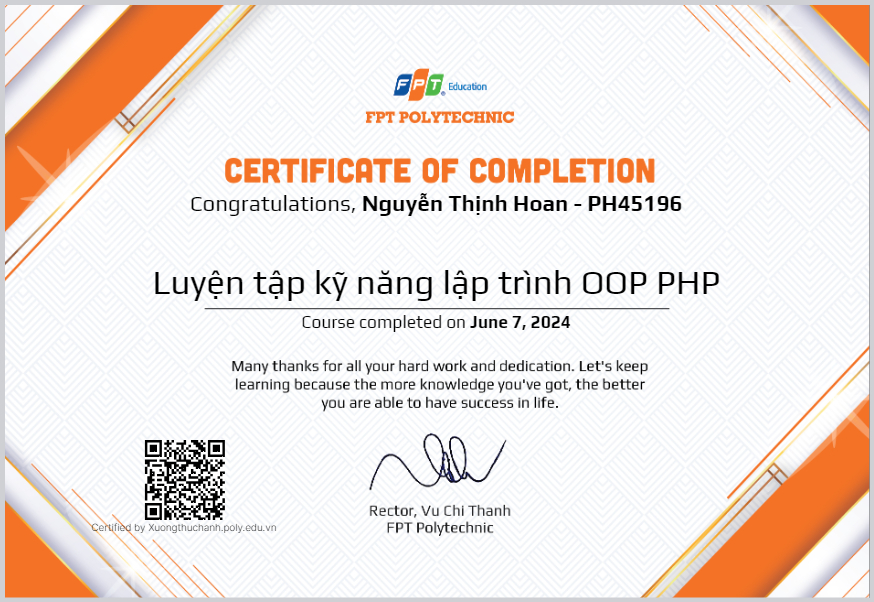 FPT Education
FPT POLYTECHNIC
CERTIFICATE OF COMPLETION
Congratulations, Nguyễn Thịnh Hoan - PH45196
Luyện tập kỹ năng lập trình OOP PHP
Course completed on June 7, 2024
Many thanks for all your hard work and dedication. Let's keep
learning because the more knowledge you've got, the better
you are able to have success in life.
Certified by Xuongthuchanh.poly.edu.vn
Rector, Vu Chi Thanh
FPT Polytechnic